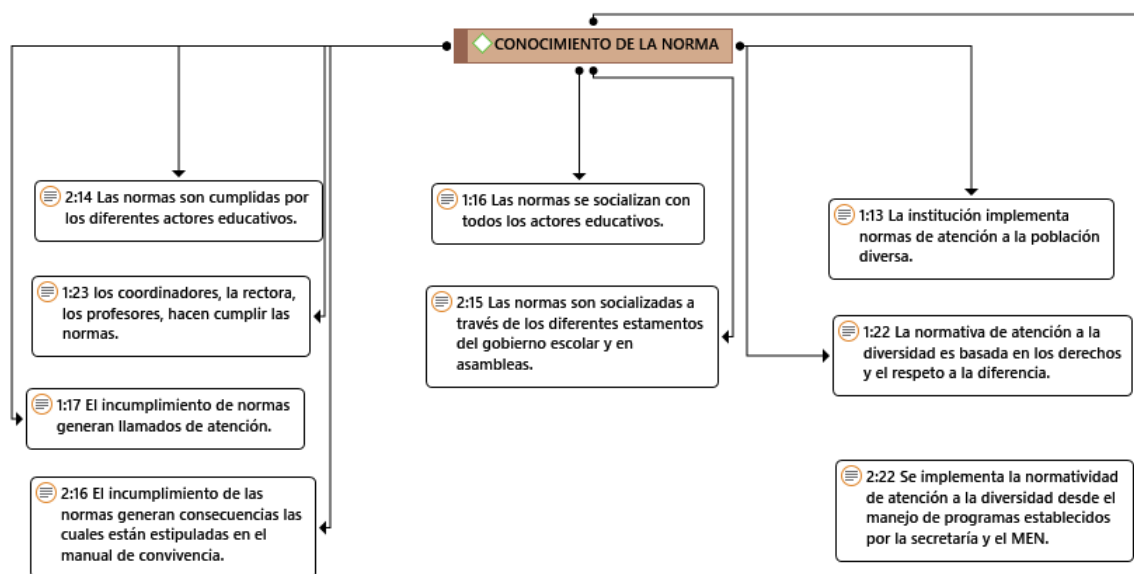 CONOCIMIENTO DE LA NORMA
2:14 Las normas son cumplidas por
los diferentes actores educativos.
1:23 los coordinadores, la rectora,
los profesores, hacen cumplir las
normas.
1:17 El incumplimiento de normas
generan llamados de atención.
2:16 El incumplimiento de las
normas generan consecuencias las
cuales están estipuladas en el
manual de convivencia.
1:16 Las normas se socializan con
todos los actores educativos.
2:15 Las normas son socializadas a
través de los diferentes estamentos
del gobierno escolar y en
asambleas.
1:13 La institución implementa
normas de atención a la población
diversa.
1:22 La normativa de atención a la
diversidad es basada en los derechos
y el respeto a la diferencia.
2:22 Se implementa la normatividad
de atención a la diversidad desde el
manejo de programas establecidos
por la secretaría y el MEN.